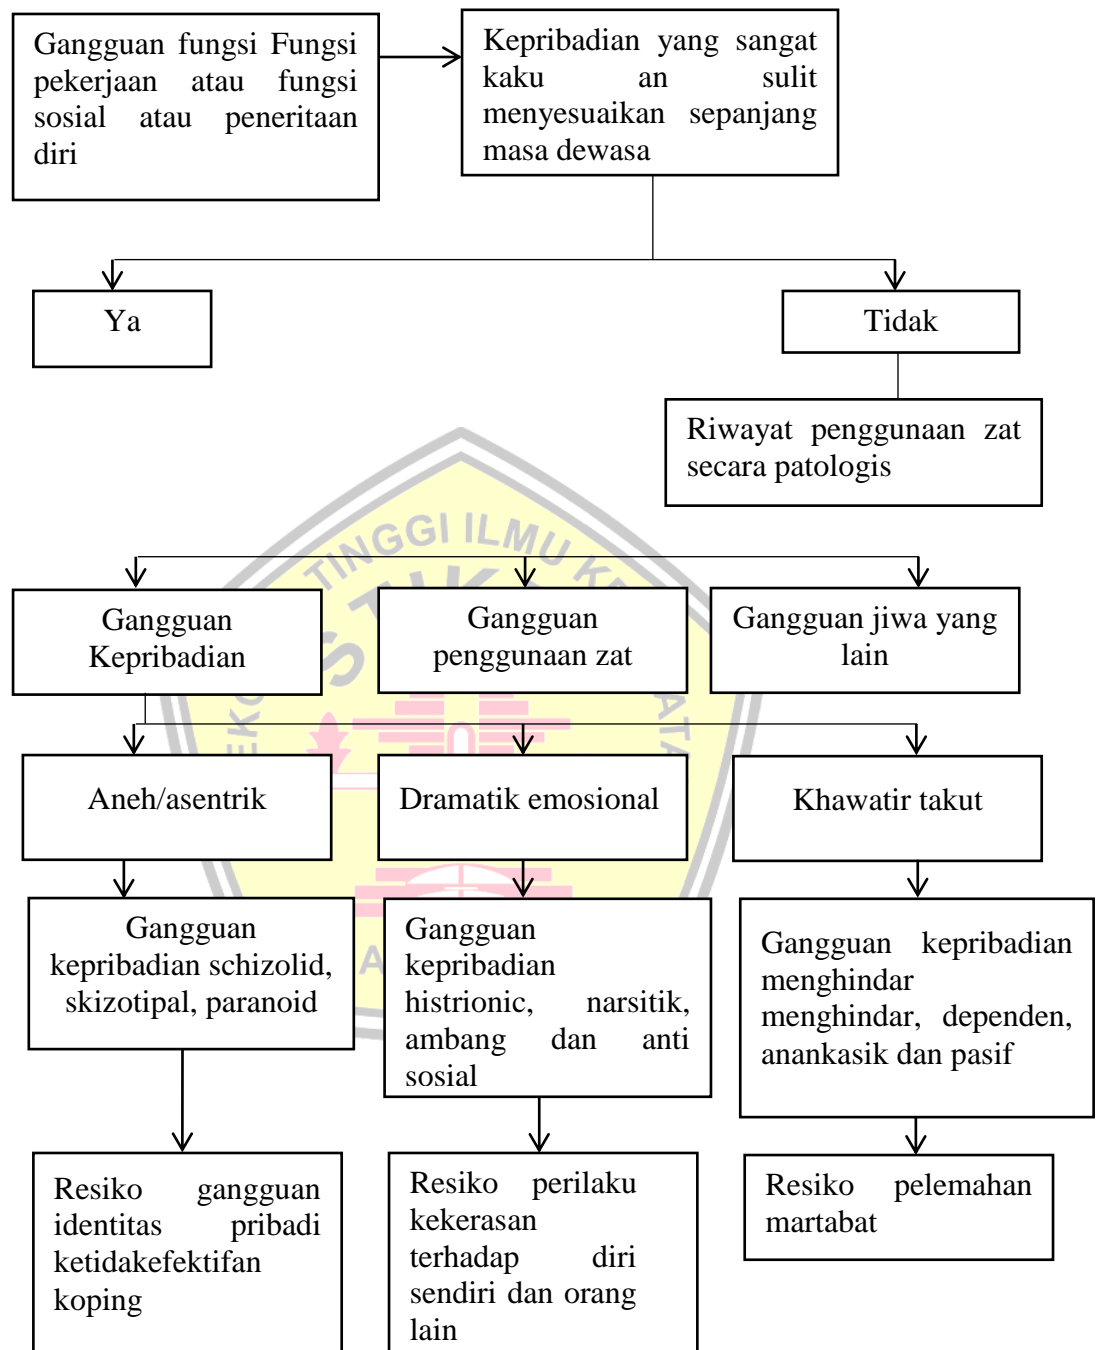 Gangguan fungsi Fungsi
pekerjaan atau fungsi
sosial atau peneritaan
diri
Kepribadian yang sangat
kaku an sulit
menyesuaikan sepanjang
masa dewasa
Ya
Tidak
Riwayat penggunaan zat
secara patologis
TINGGI ILMU
Gangguan
Kepribadian
Gangguan
penggunaan zat
Gangguan jiwa yang
lain
Aneh/asentrik
Dramatik emosional
Khawatir takut
Gangguan
kepribadian schizolid,
skizotipal, paranoid
Gangguan
kepribadian
histrionic, narsitik,
ambang dan anti
sosial
Gangguan kepribadian
menghindar
menghindar, dependen,
anankasik dan pasif
Resiko gangguan
identitas pribadi
ketidakefektifan
koping
Resiko perilaku
kekerasan
terhadap diri
sendiri dan orang
lain
Resiko pelemahan
martabat